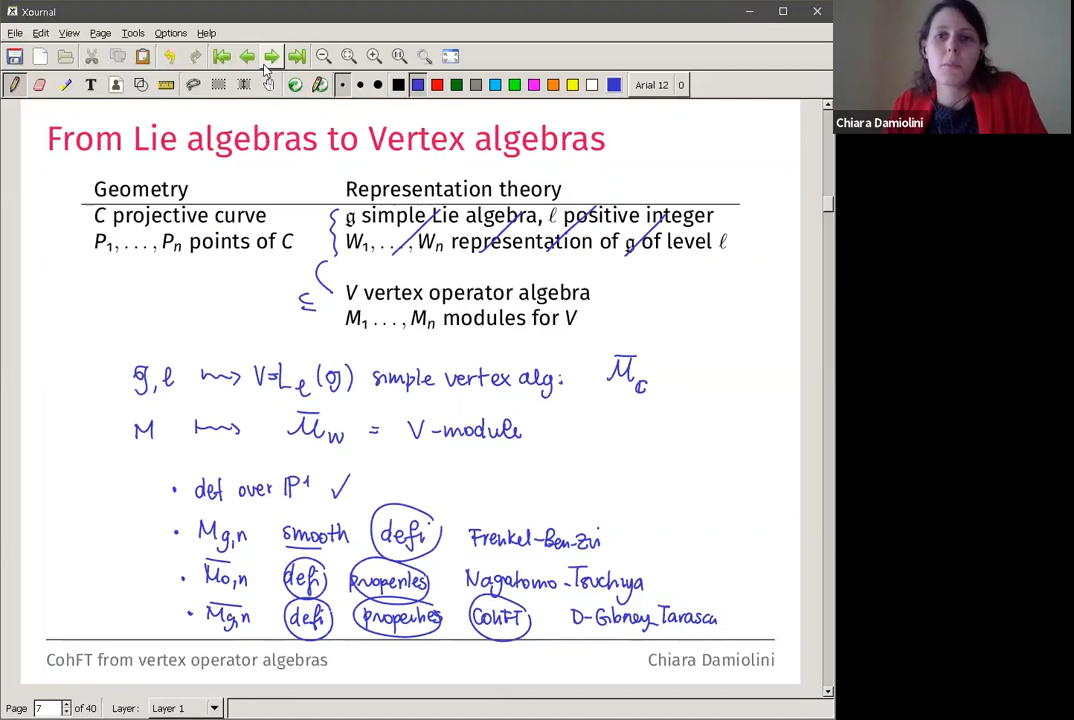 Xournal
File Edit View Page Tools Options Help
Arial 12 0
Chiara Damiolini
From Lie algebras to Vertex algebras
Geometry Representation theory
C projective curve 𝔤 simple Lie algebra, ℓ positive integer
P₁, . . . , Pₙ points of C W₁, . . . , Wₙ representation of 𝔤 of level ℓ
⊆ V vertex operator algebra
M₁ . . . , Mₙ modules for V
𝔤, ℓ ⟿ V=L_ℓ(𝔤) simple vertex alg: M̄_C
M ⟿ M̄_W = V-module
• def over ℙ¹ ✓
• M_{g,n} smooth defi Frenkel-Ben-Zvi
• M̄_{0,n} defi properties Nagatomo-Tsuchiya
• M̄_{g,n} defi properties CohFT D-Gibney-Tarasca
CohFT from vertex operator algebras Chiara Damiolini
Page 7 of 40 Layer: Layer 1